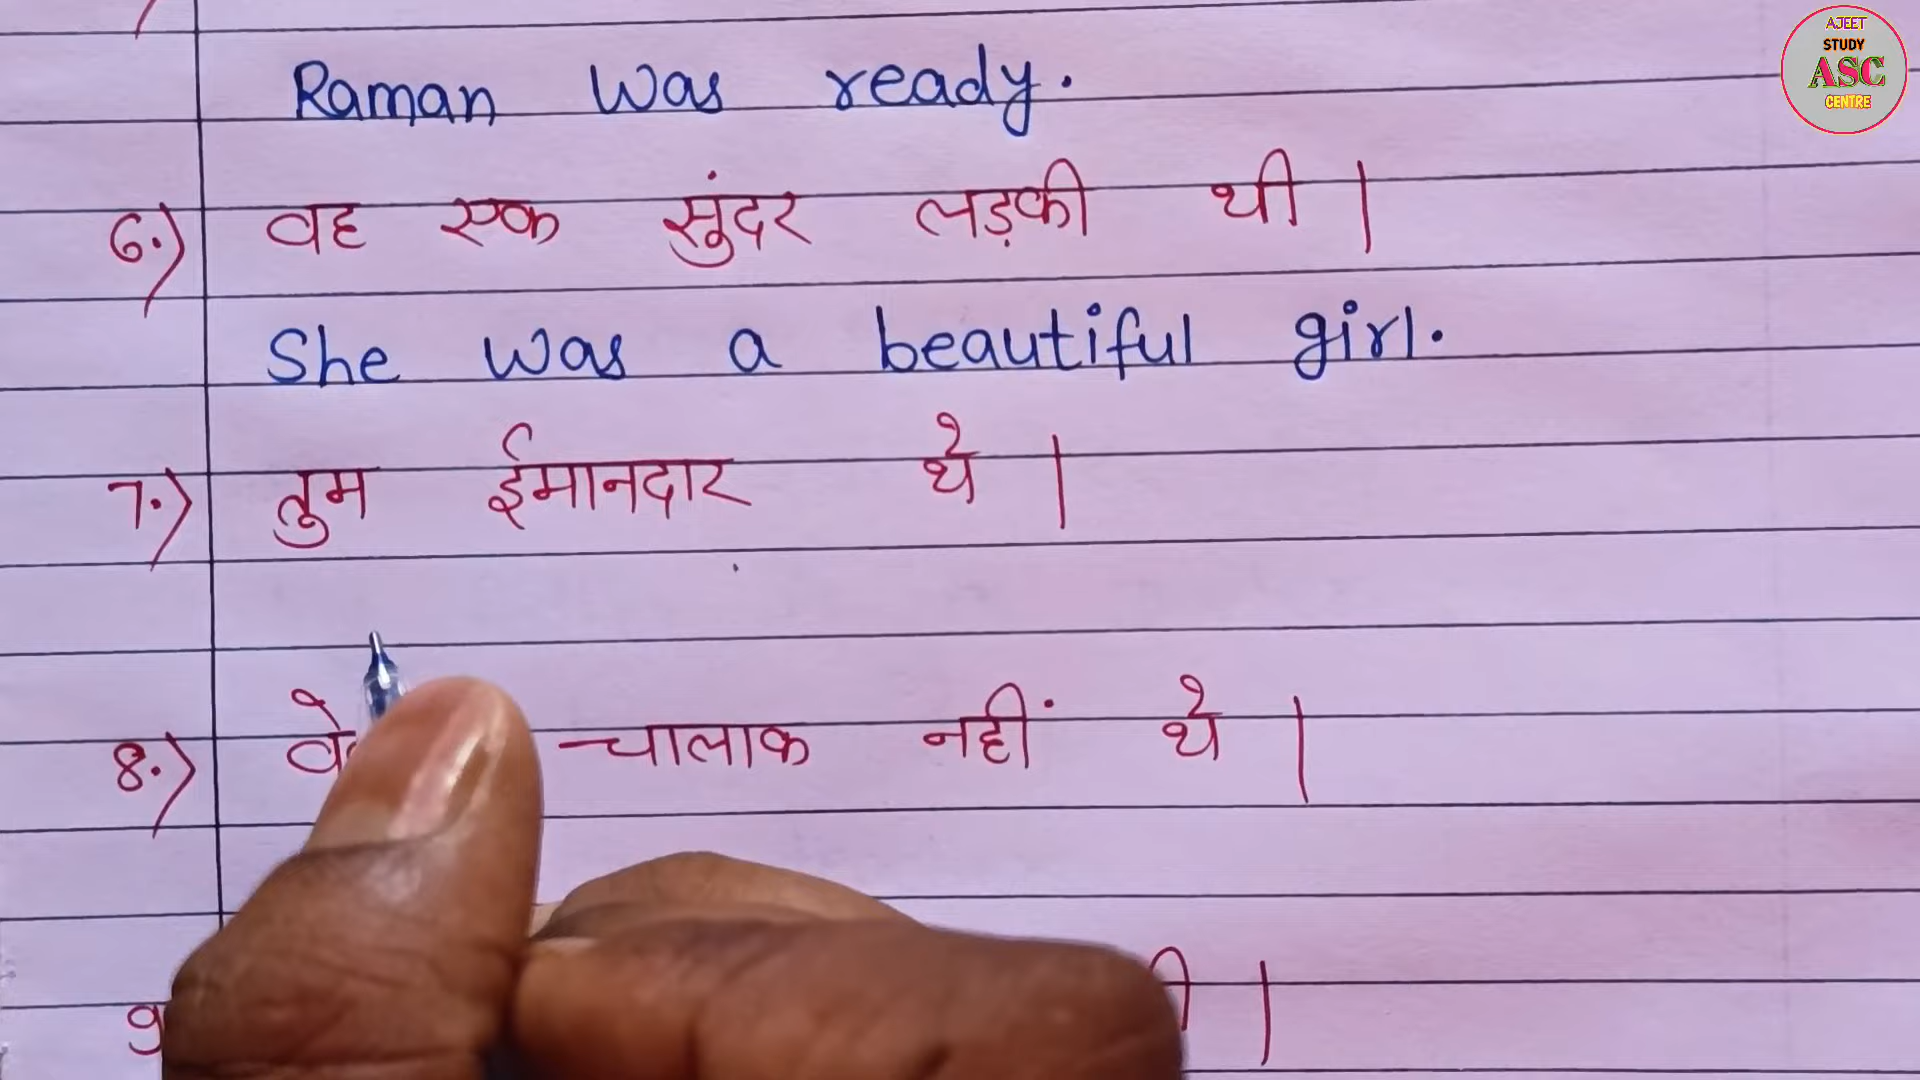 AJEET
STUDY
ASC
CENTRE
Raman was ready.
6.) वह एक सुंदर लड़की थी |
She was a beautiful girl.
7.) तुम ईमानदार थे |
8.) चालाक नहीं थे |
9